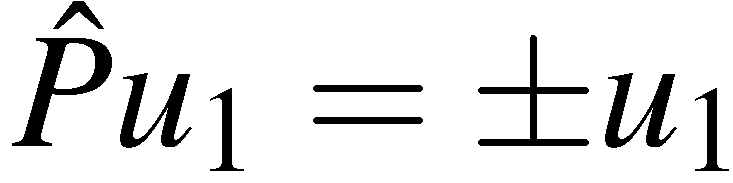 P̂u₁ = ±u₁